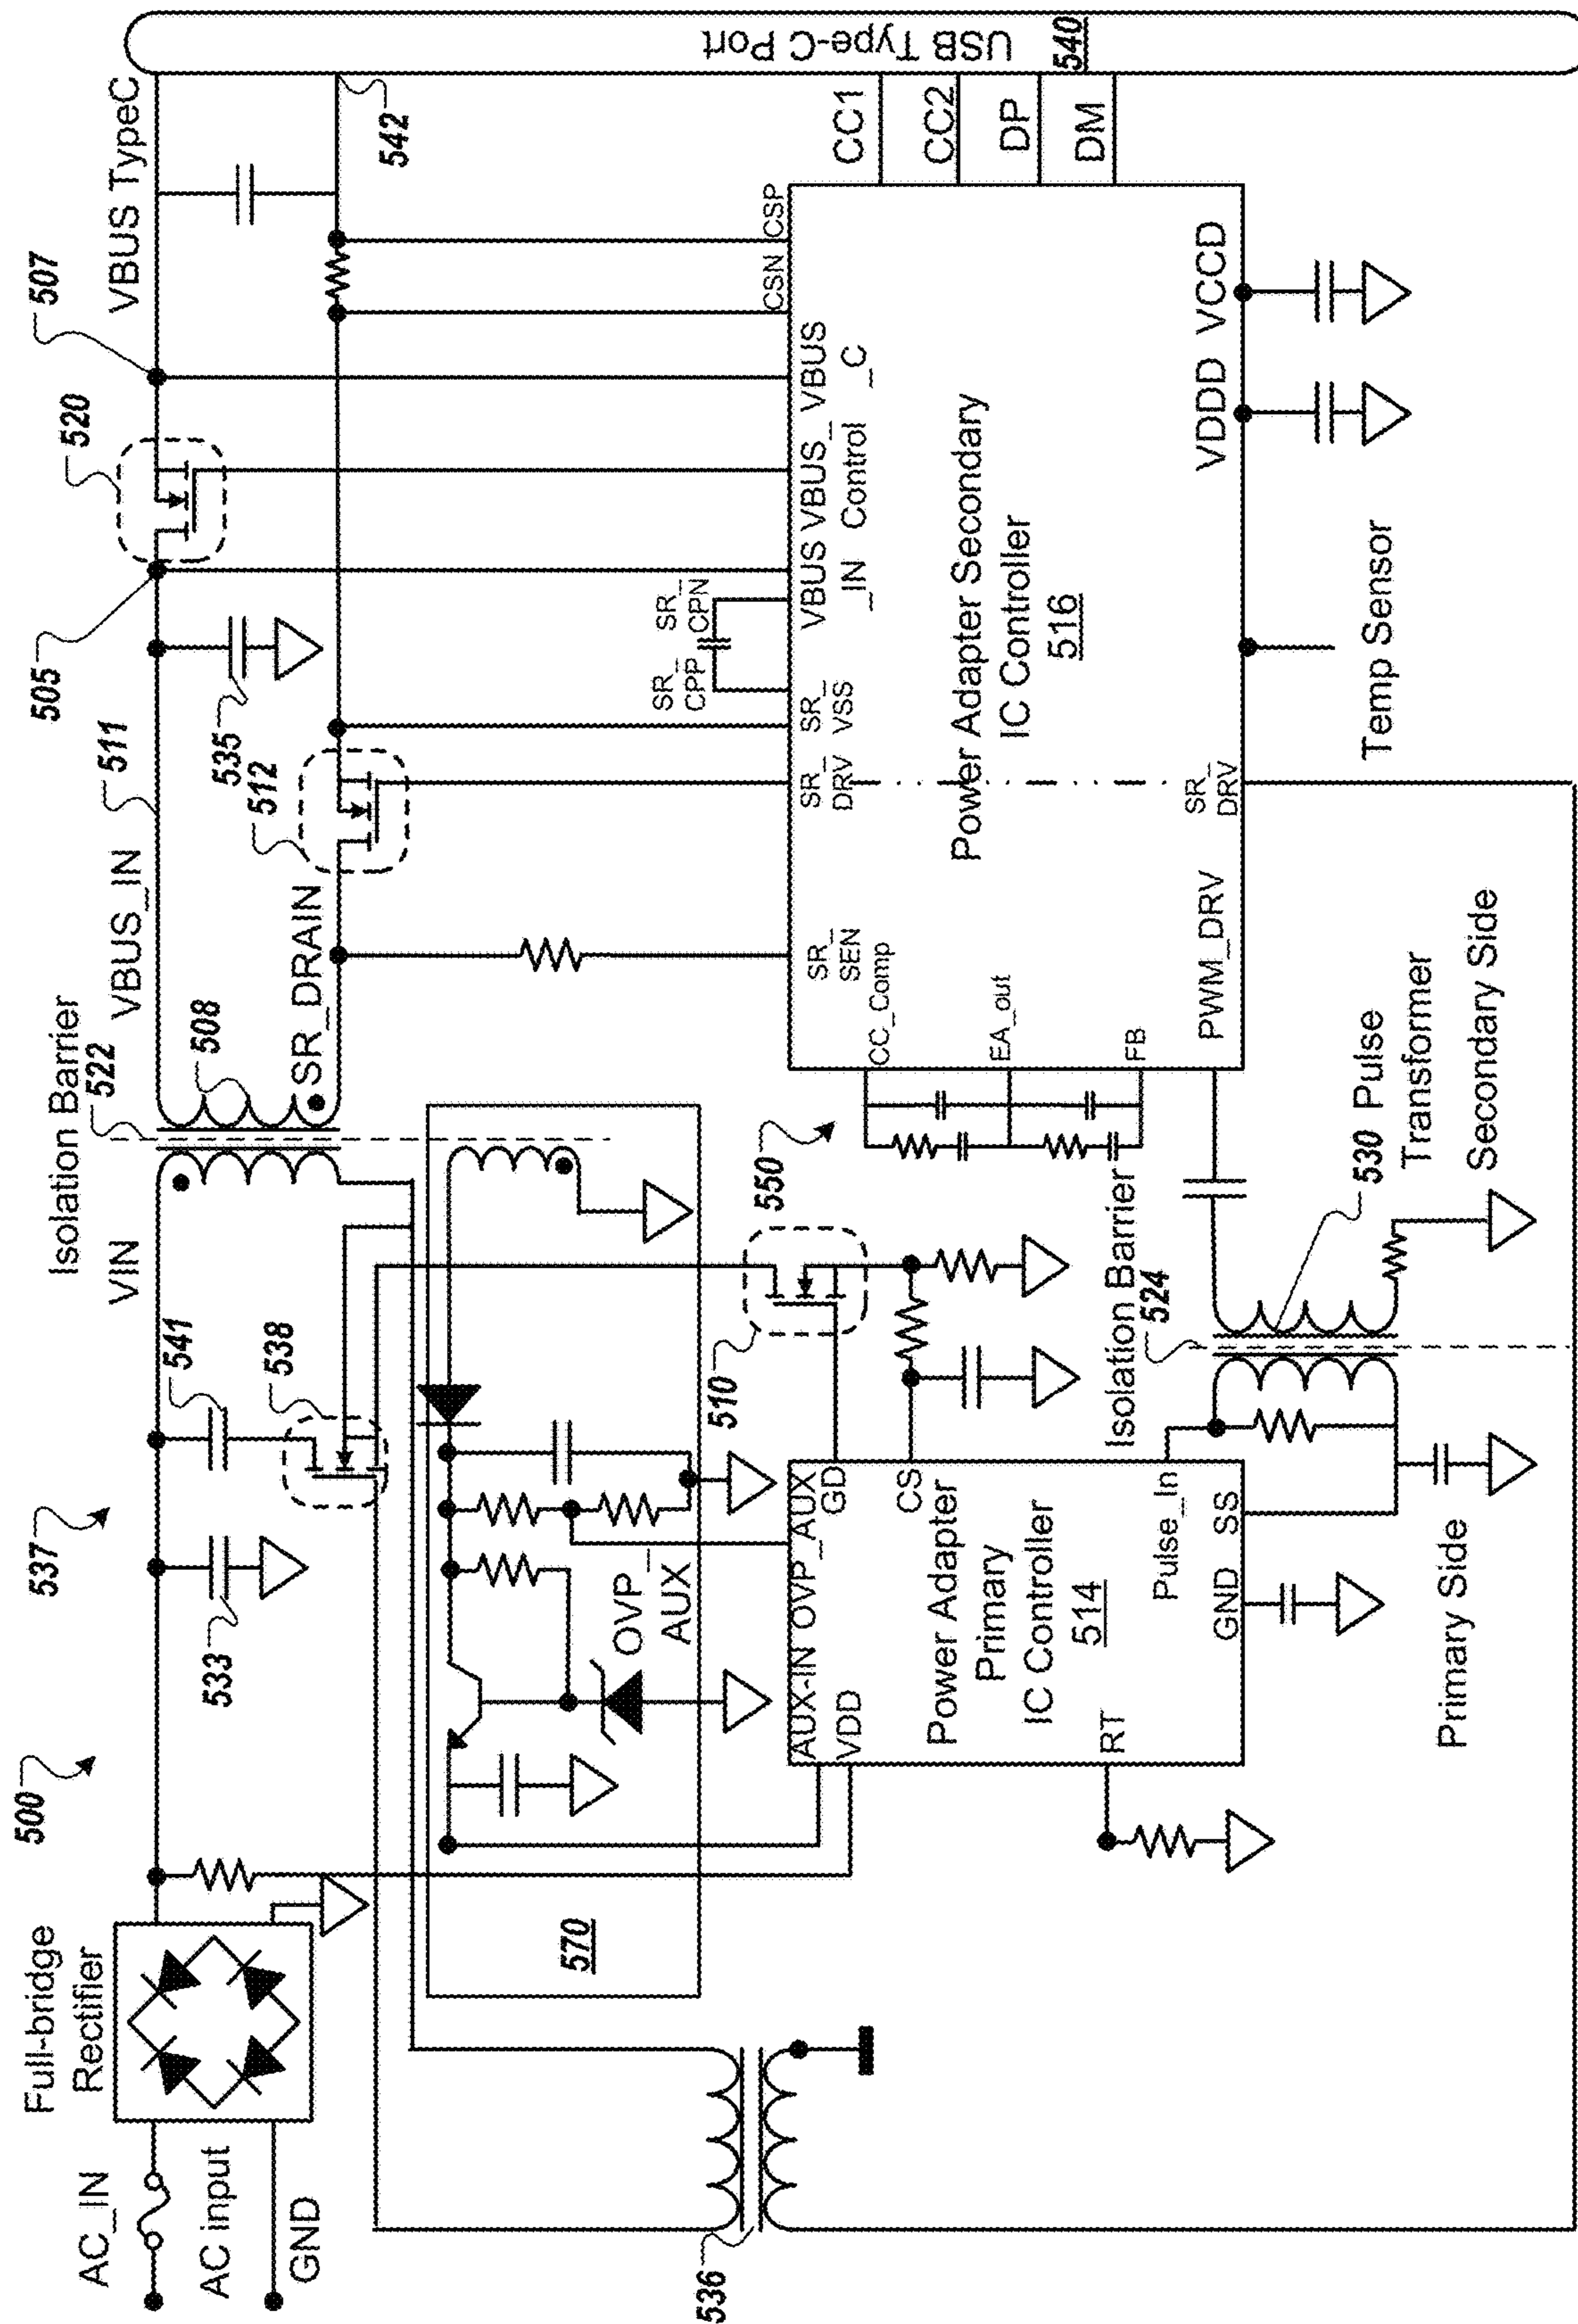 500
537
Full-bridge
Rectifier
AC_IN
AC input
GND
533
541
538
VIN
Isolation Barrier
522
508
VBUS_IN
511
SR_DRAIN
535
512
505
520
507
VBUS TypeC
542
USB Type-C Port
540
570
OVP_
AUX
510
550
536
AUX-IN
OVP_AUX
VDD
GD
CS
Power Adapter
Primary
IC Controller
514
RT
Pulse_In
GND
SS
Primary Side
Isolation Barrier
524
530 Pulse
Transformer
Secondary Side
SR_
SEN
SR_
DRV
SR_
VSS
SR_
CPP
SR_
CPN
VBUS
_IN
VBUS_
Control
VBUS
_C
CSN
CSP
CC_Comp
EA_out
FB
PWM_DRV
Power Adapter Secondary
IC Controller
516
SR_
DRV
Temp Sensor
VDDD
VCCD
CC1
CC2
DP
DM